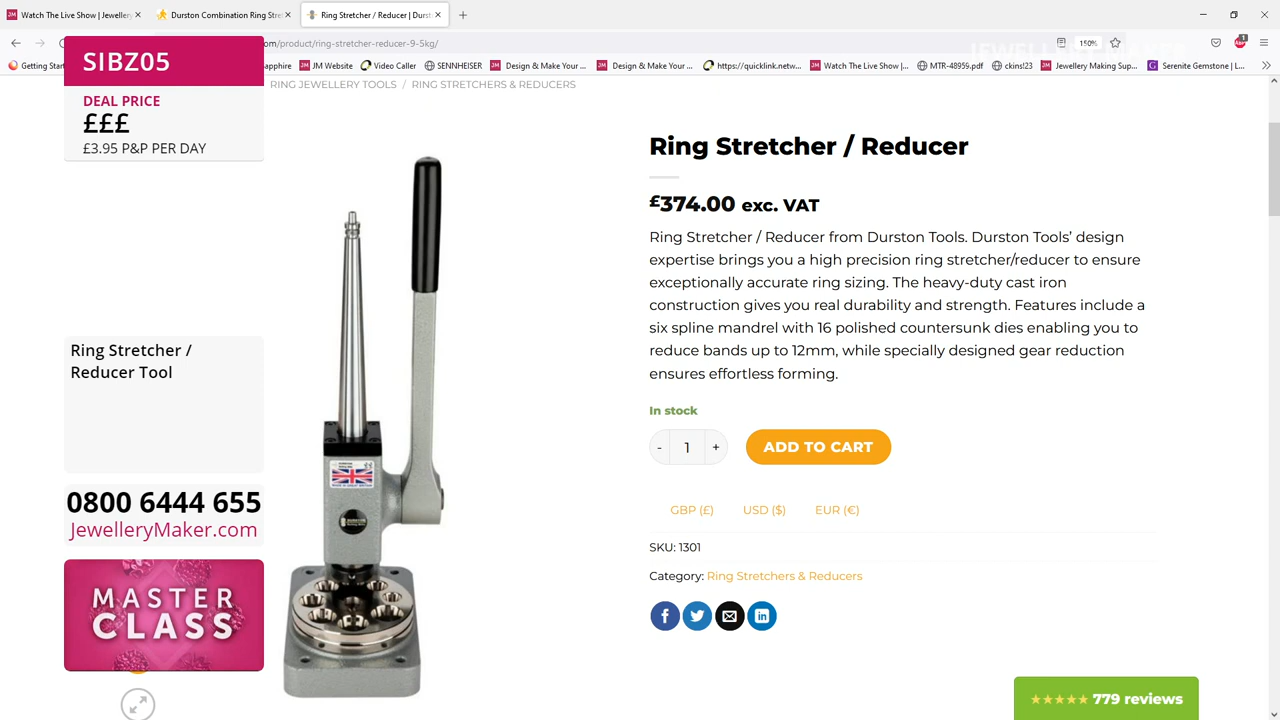 Watch The Live Show | Jewellery
Durston Combination Ring Stre
Ring Stretcher / Reducer | Durst
om/product/ring-stretcher-reducer-9-5kg/
150%
Getting Star
apphire
JM Website
Video Caller
SENNHEISER
Design & Make Your ...
Design & Make Your ...
https://quicklink.netw...
Watch The Live Show |...
MTR-48959.pdf
ckins!23
Jewellery Making Sup...
Serenite Gemstone | L...
SIBZ05
DEAL PRICE
£££
£3.95 P&P PER DAY
RING JEWELLERY TOOLS / RING STRETCHERS & REDUCERS
Ring Stretcher / Reducer
£374.00 exc. VAT
Ring Stretcher / Reducer from Durston Tools. Durston Tools’ design
expertise brings you a high precision ring stretcher/reducer to ensure
exceptionally accurate ring sizing. The heavy-duty cast iron
construction gives you real durability and strength. Features include a
six spline mandrel with 16 polished countersunk dies enabling you to
reduce bands up to 12mm, while specially designed gear reduction
ensures effortless forming.
In stock
- 1 +
ADD TO CART
GBP (£) USD ($) EUR (€)
SKU: 1301
Category: Ring Stretchers & Reducers
Ring Stretcher /
Reducer Tool
0800 6444 655
JewelleryMaker.com
MASTER
CLASS
779 reviews